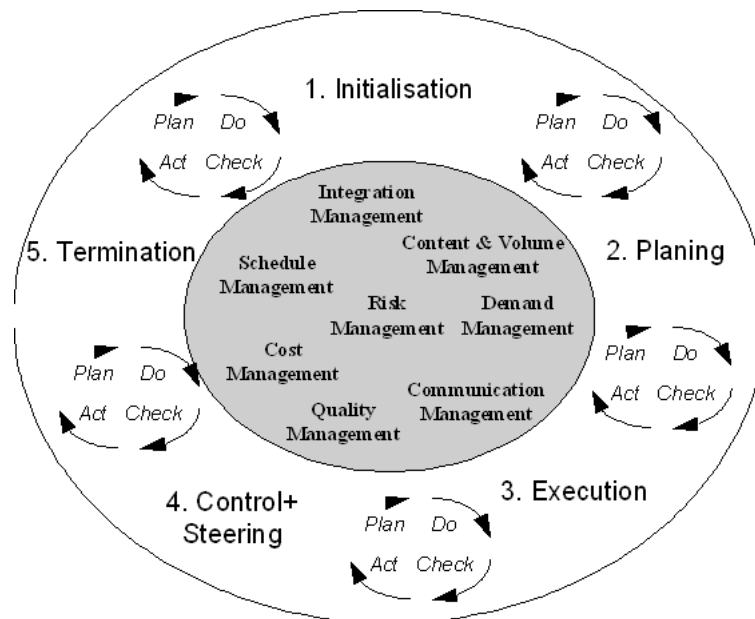 1. Initialisation
Plan Do
Act Check
Plan Do
Act Check
Integration
Management
Content & Volume
Management
5. Termination
Schedule
Management
2. Planing
Risk
Management
Demand
Management
Cost
Management
Plan Do
Act Check
Plan Do
Act Check
Communication
Management
Quality
Management
4. Control+
Steering
3. Execution
Plan Do
Act Check